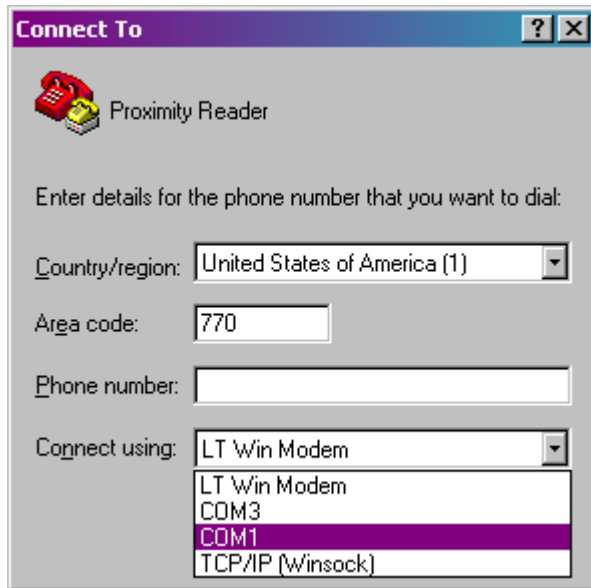 Connect To
Proximity Reader
Enter details for the phone number that you want to dial:
Country/region: United States of America (1)
Area code: 770
Phone number:
Connect using: LT Win Modem
LT Win Modem
COM3
COM1
TCP/IP (Winsock)